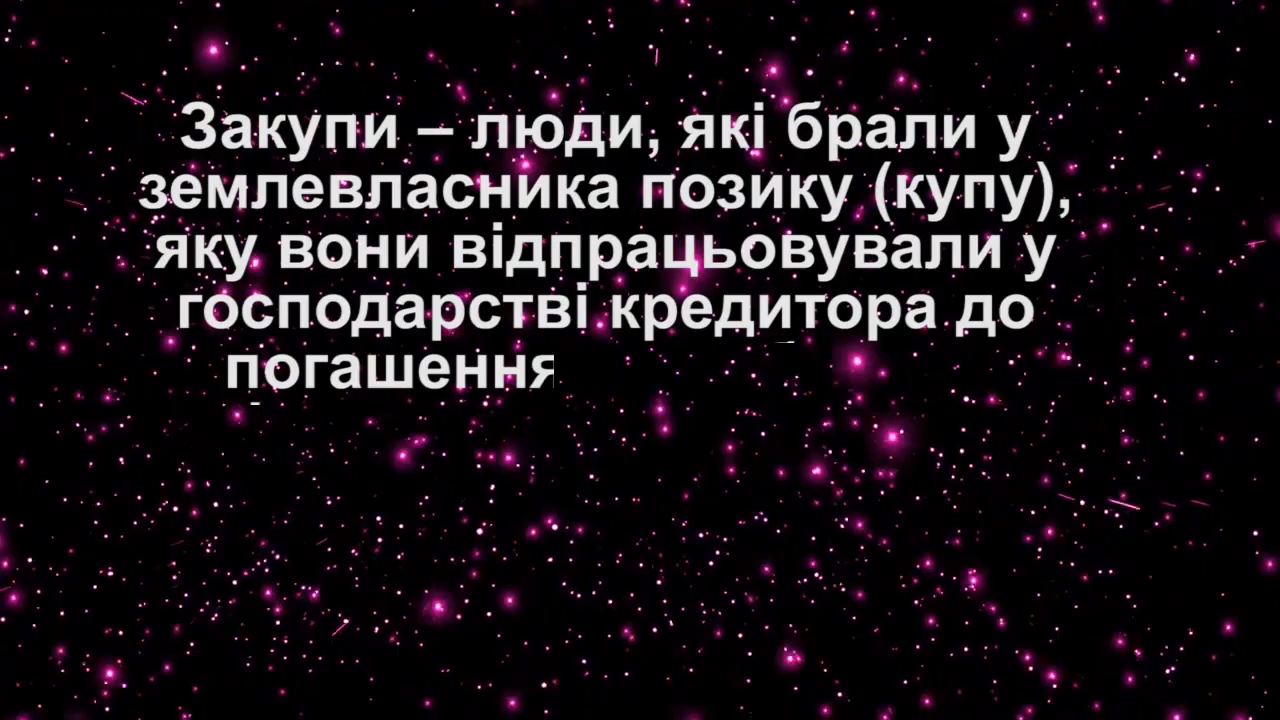 Закупи – люди, які брали у
землевласника позику (купу),
яку вони відпрацьовували у
господарстві кредитора до
погашення